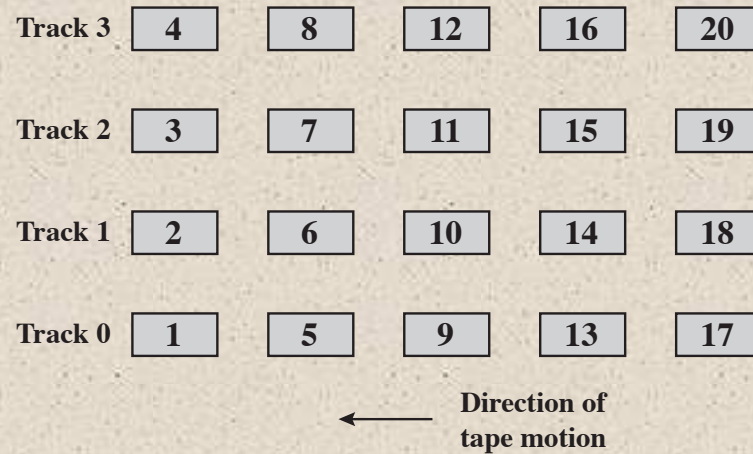 Track 3 4 8 12 16 20
Track 2 3 7 11 15 19
Track 1 2 6 10 14 18
Track 0 1 5 9 13 17
Direction of
tape motion